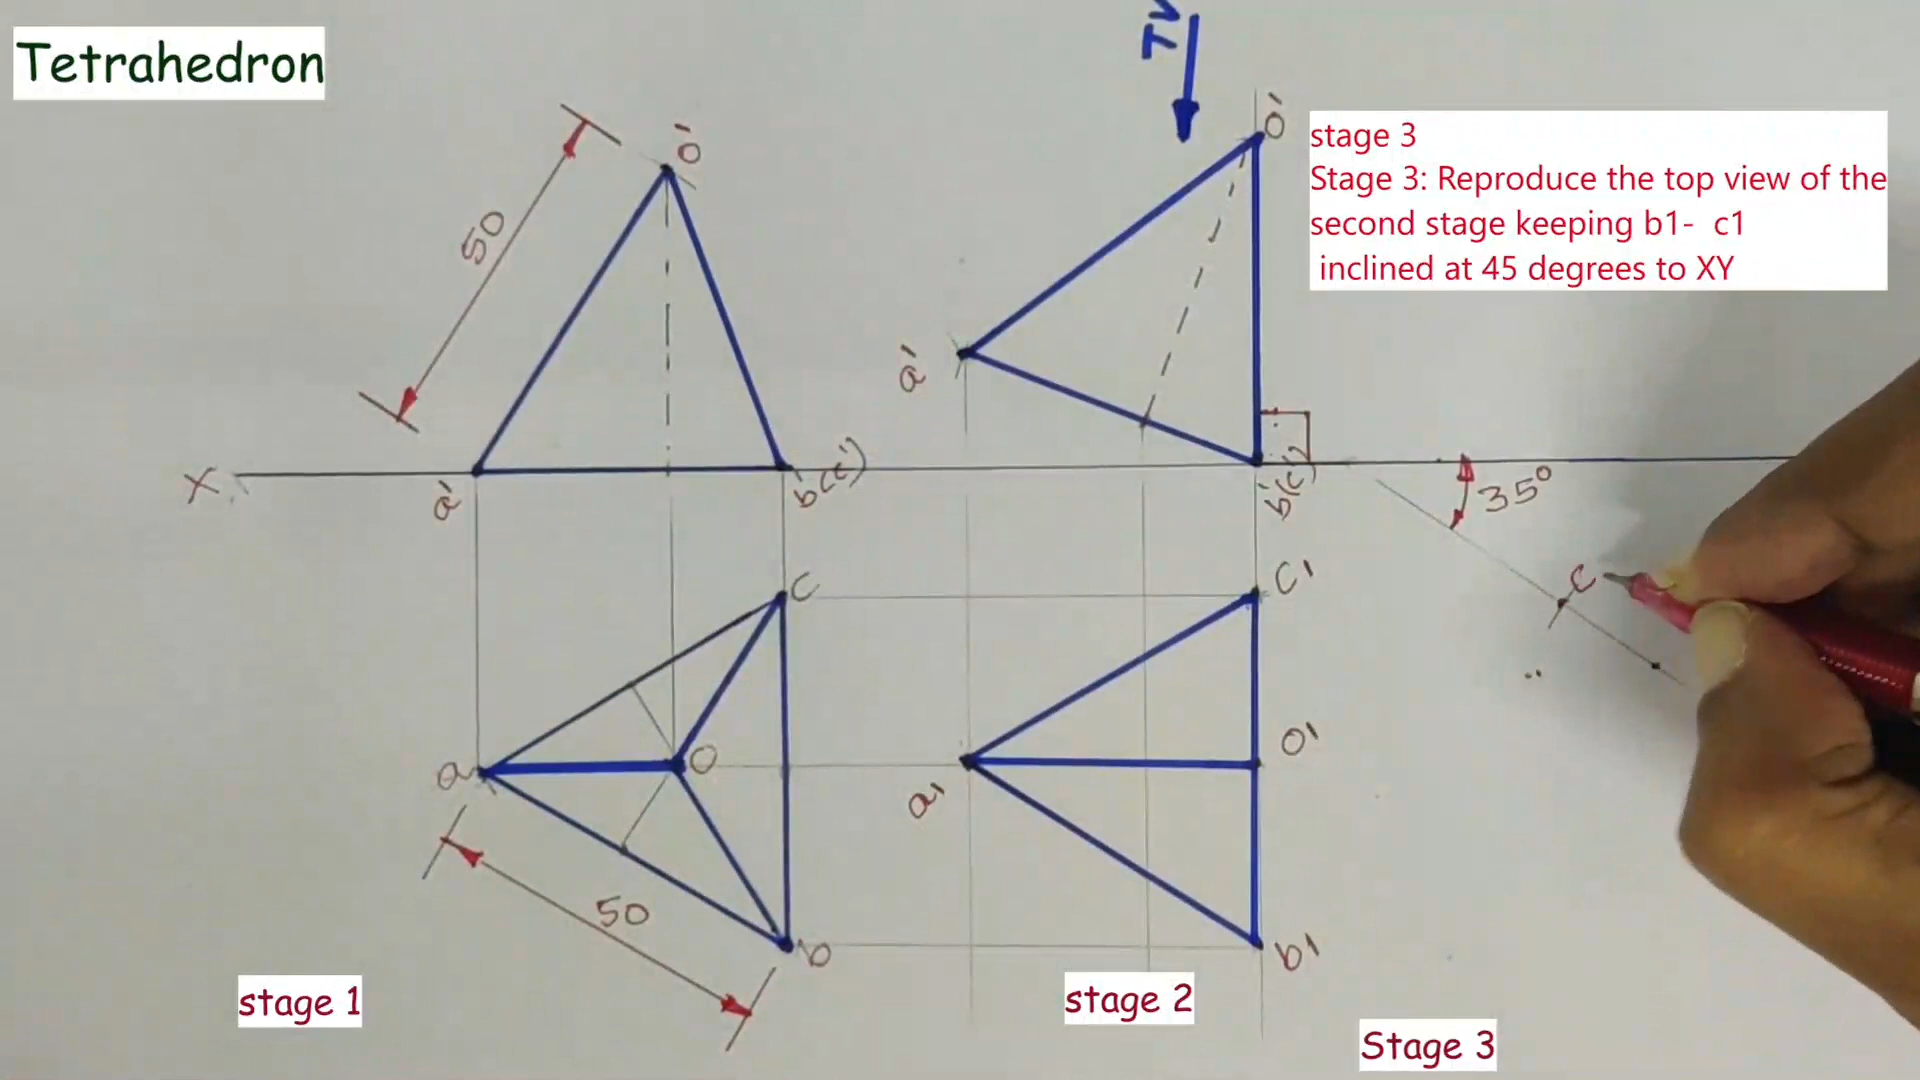 Tetrahedron
TV
o'
o'
stage 3
Stage 3: Reproduce the top view of the
second stage keeping b1- c1
inclined at 45 degrees to XY
50
a'
X
a'
b'(c')
b'(c')
35°
c
c1
c
a
o
o1
a1
50
b
b1
stage 1
stage 2
Stage 3